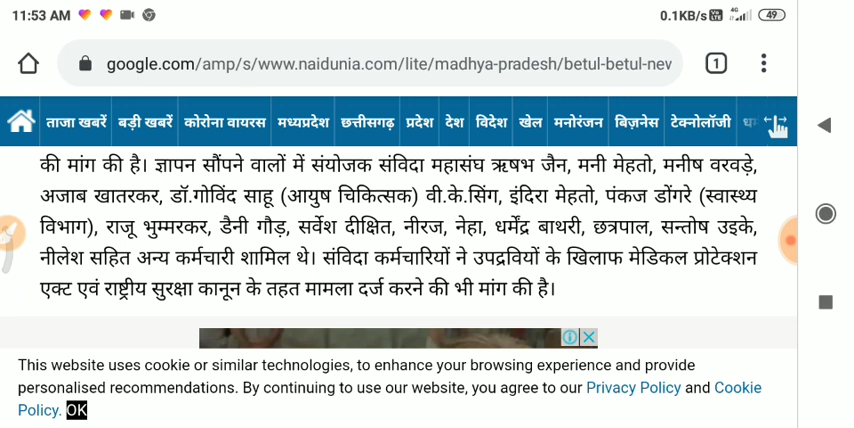 11:53 AM 0.1KB/s 4G 49
google.com/amp/s/www.naidunia.com/lite/madhya-pradesh/betul-betul-nev 1
ताजा खबरें बड़ी खबरें कोरोना वायरस मध्यप्रदेश छत्तीसगढ़ प्रदेश देश विदेश खेल मनोरंजन बिज़नेस टेक्नोलॉजी
की मांग की है। ज्ञापन सौंपने वालों में संयोजक संविदा महासंघ ऋषभ जैन, मनी मेहतो, मनीष वरवड़े,
अजाब खातरकर, डॉ.गोविंद साहू (आयुष चिकित्सक) वी.के.सिंग, इंदिरा मेहतो, पंकज डोंगरे (स्वास्थ्य
विभाग), राजू भुम्मरकर, डैनी गौड़, सर्वेश दीक्षित, नीरज, नेहा, धर्मेंद्र बाथरी, छत्रपाल, सन्तोष उइके,
नीलेश सहित अन्य कर्मचारी शामिल थे। संविदा कर्मचारियों ने उपद्रवियों के खिलाफ मेडिकल प्रोटेक्शन
एक्ट एवं राष्ट्रीय सुरक्षा कानून के तहत मामला दर्ज करने की भी मांग की है।
This website uses cookie or similar technologies, to enhance your browsing experience and provide
personalised recommendations. By continuing to use our website, you agree to our Privacy Policy and Cookie
Policy. OK